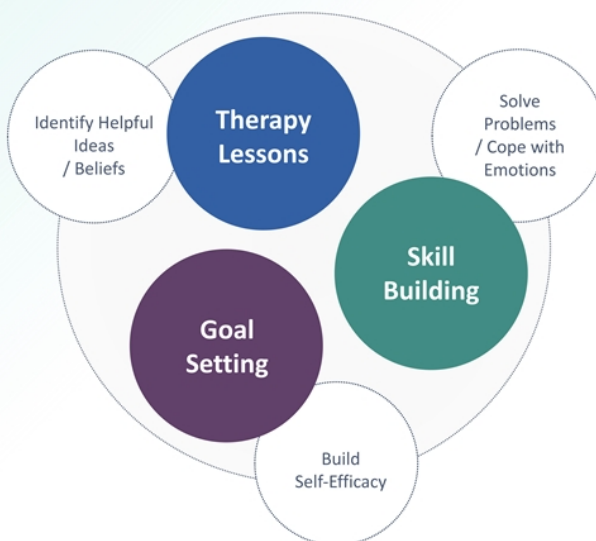 Identify Helpful
Ideas
/ Beliefs
Therapy
Lessons
Solve
Problems
/ Cope with
Emotions
Skill
Building
Goal
Setting
Build
Self-Efficacy